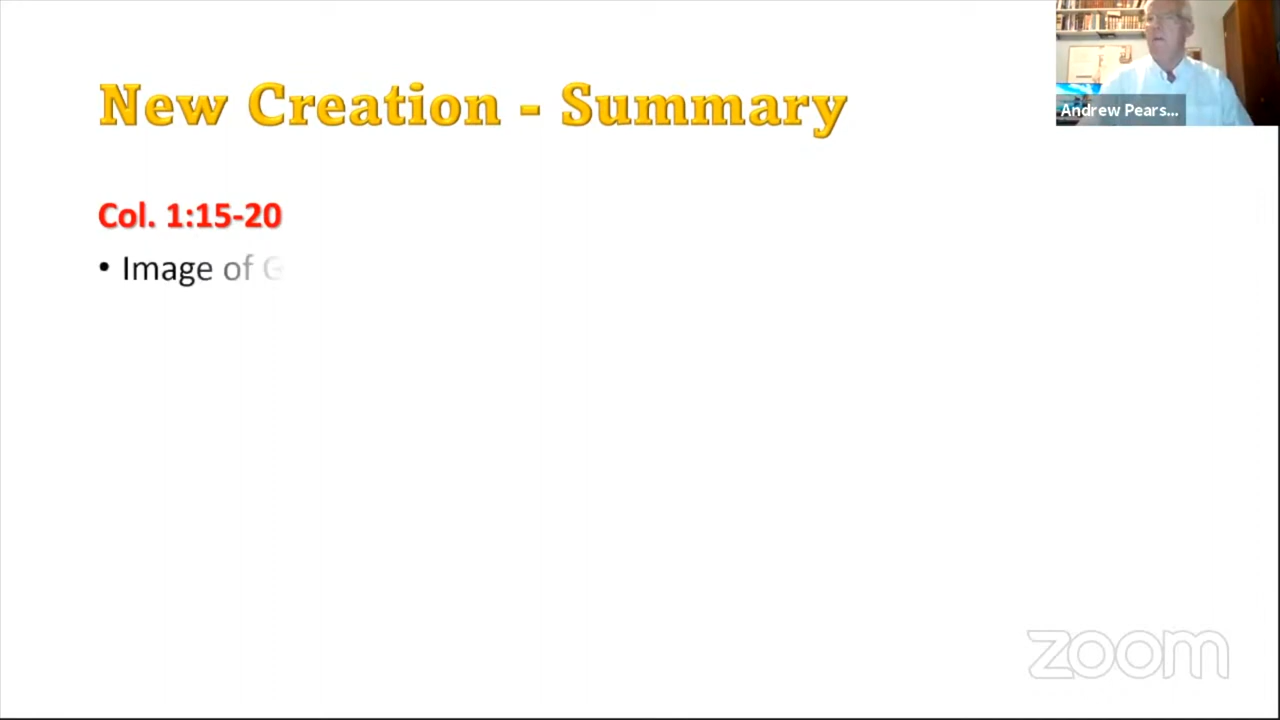 New Creation - Summary
Andrew Pears...
Col. 1:15-20
• Image of G
zoom